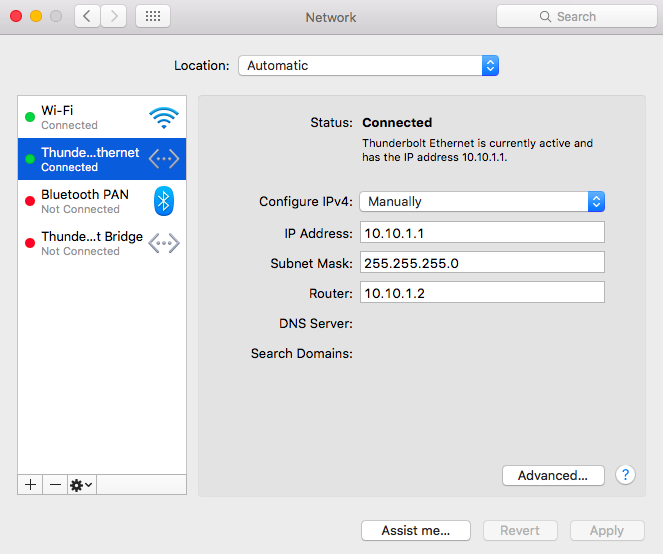 Network
Search
Location: Automatic
Wi-Fi
Connected
Thunde...thernet
Connected
Bluetooth PAN
Not Connected
Thunde...t Bridge
Not Connected
Status: Connected
Thunderbolt Ethernet is currently active and
has the IP address 10.10.1.1.
Configure IPv4: Manually
IP Address: 10.10.1.1
Subnet Mask: 255.255.255.0
Router: 10.10.1.2
DNS Server:
Search Domains:
Advanced... ?
Assist me... Revert Apply